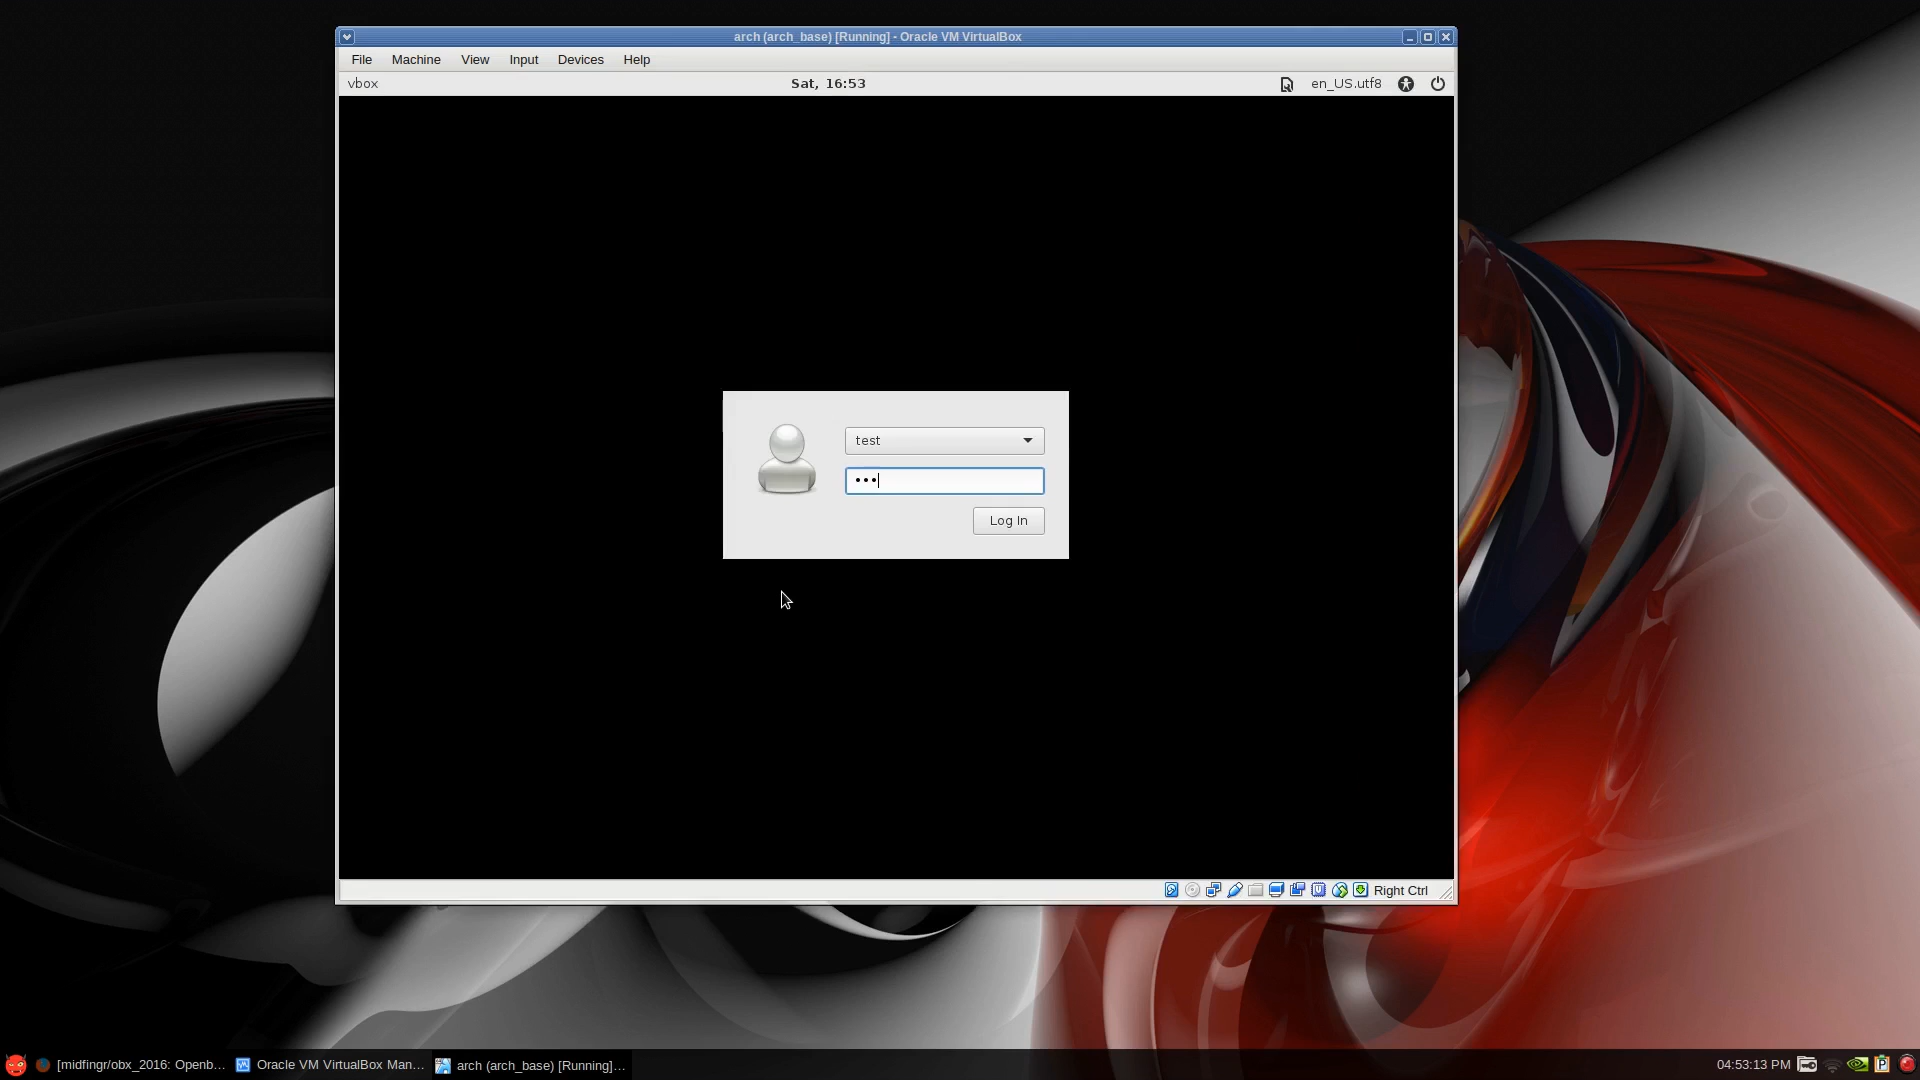 arch (arch_base) [Running] - Oracle VM VirtualBox
File Machine View Input Devices Help
vbox Sat, 16:53 en_US.utf8
test
Log In
Right Ctrl
[midfingr/obx_2016: Openb... Oracle VM VirtualBox Man... arch (arch_base) [Running]... 04:53:13 PM